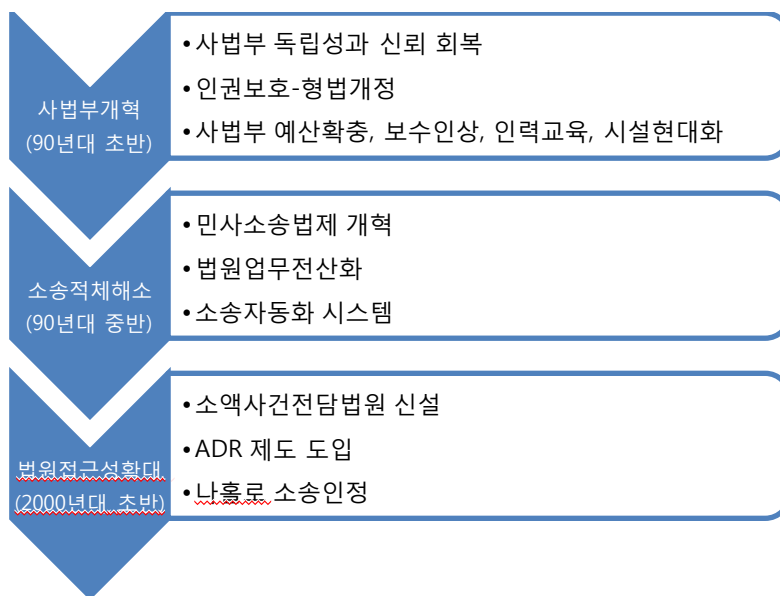 사법부개혁
(90년대 초반)
•사법부 독립성과 신뢰 회복
•인권보호-형법개정
•사법부 예산확충, 보수인상, 인력교육, 시설현대화
소송적체해소
(90년대 중반)
•민사소송법제 개혁
•법원업무전산화
•소송자동화 시스템
법원접근성확대
(2000년대 초반)
•소액사건전담법원 신설
•ADR 제도 도입
•나홀로 소송인정